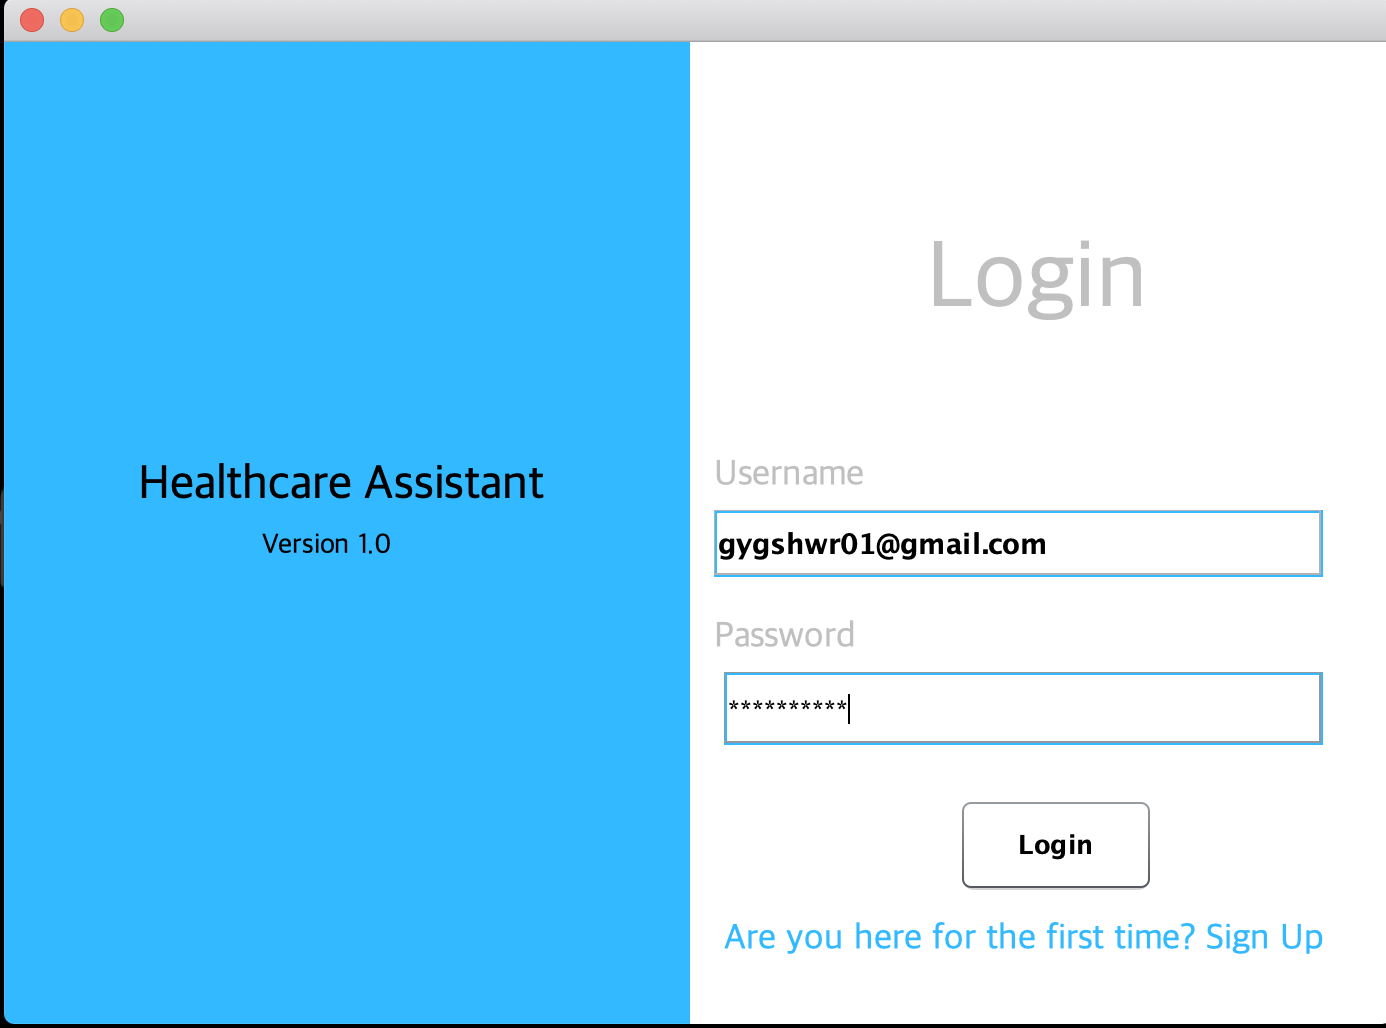 Healthcare Assistant
Version 1.0
Login
Username
gygshwr01@gmail.com
Password
**********
Login
Are you here for the first time? Sign Up